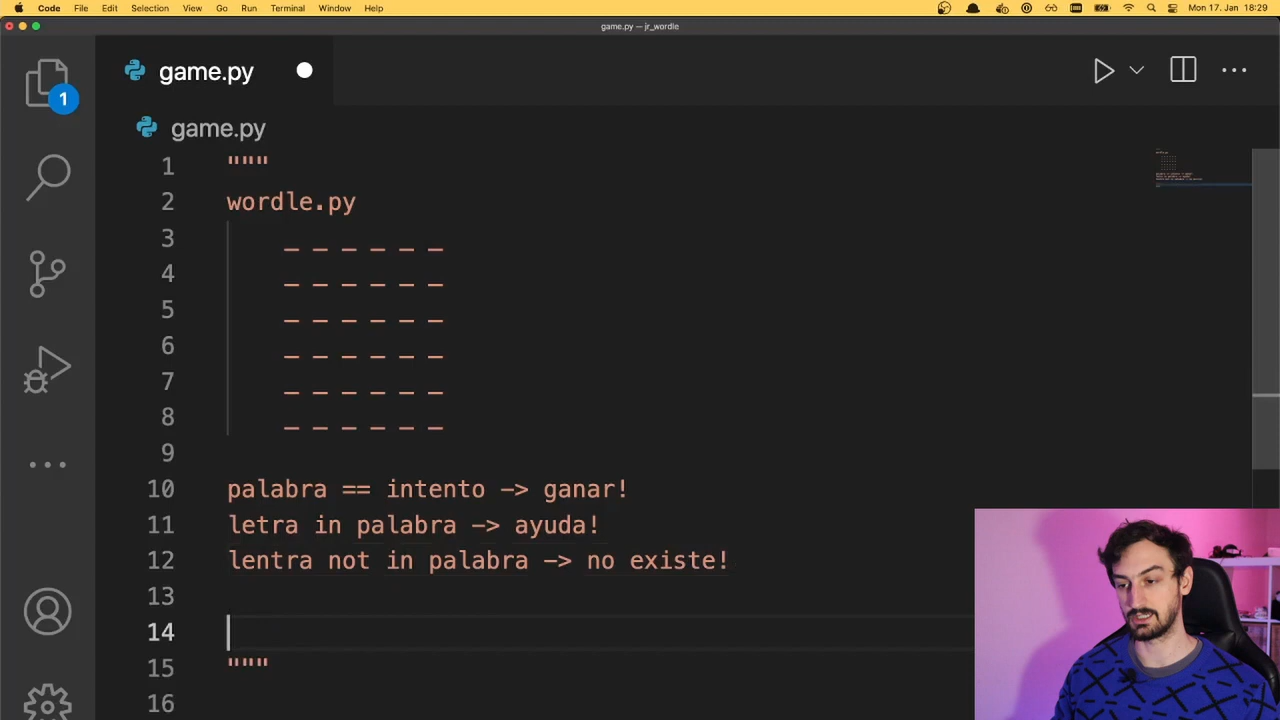 Code File Edit Selection View Go Run Terminal Window Help Mon 17. Jan 18:29
game.py — jr_wordle
game.py
1
game.py
1 """
2 wordle.py
3 _ _ _ _ _ _
4 _ _ _ _ _ _
5 _ _ _ _ _ _
6 _ _ _ _ _ _
7 _ _ _ _ _ _
8 _ _ _ _ _ _
9
10 palabra == intento -> ganar!
11 letra in palabra -> ayuda!
12 lentra not in palabra -> no existe!
13
14
15 """
16